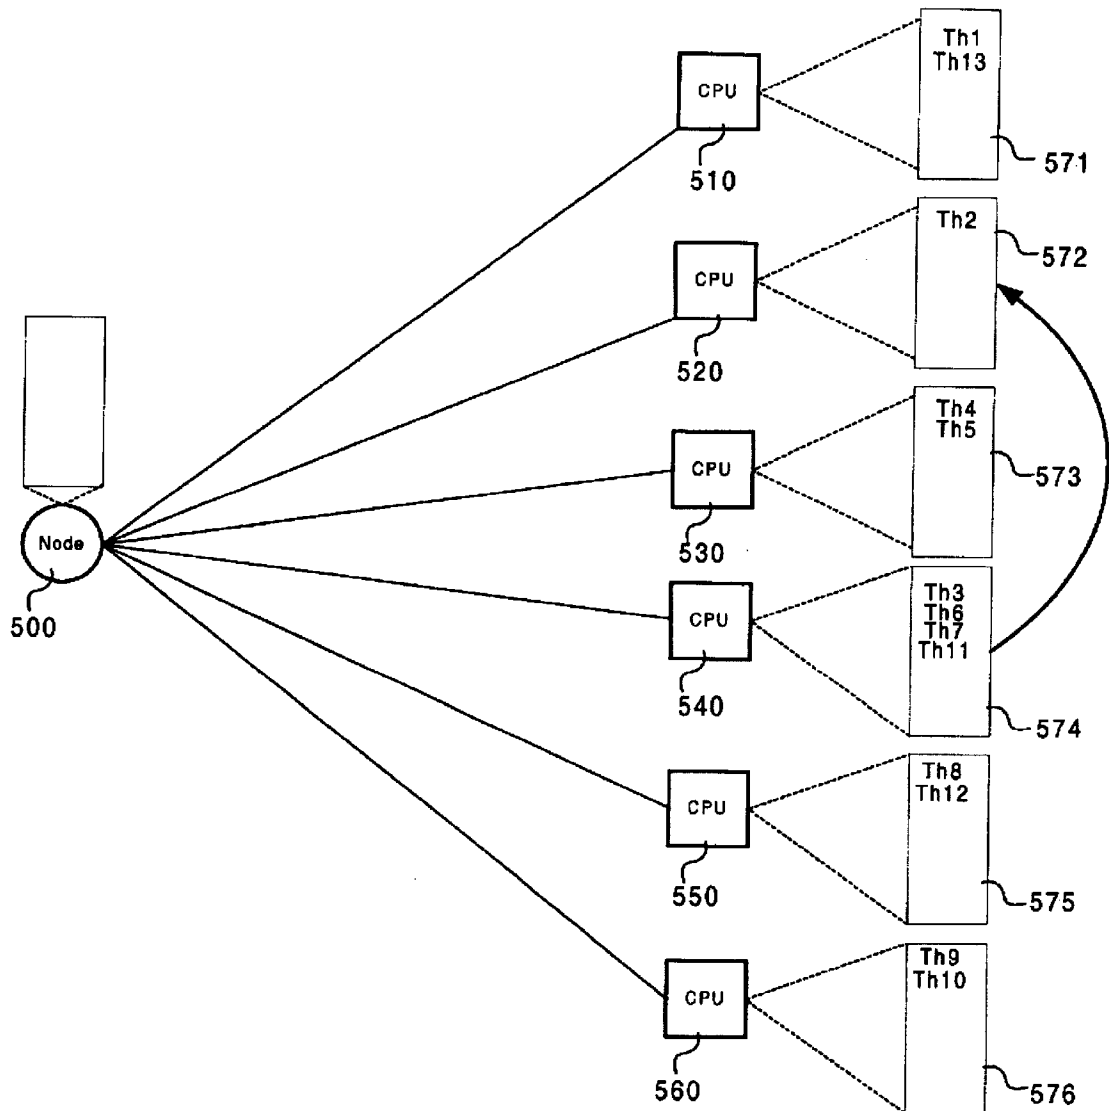 Th1
Th13
CPU
571
510
Th2
572
CPU
520
Th4
Th5
CPU
573
530
Node
500
Th3
Th6
Th7
Th11
CPU
540
574
Th8
Th12
CPU
550
575
Th9
Th10
CPU
560
576